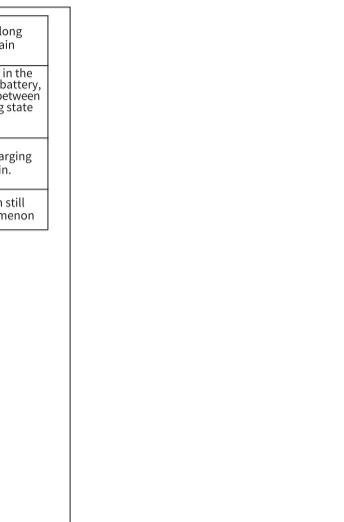 long
ain
in the
battery,
between
g state
arging
in.
n still
menon